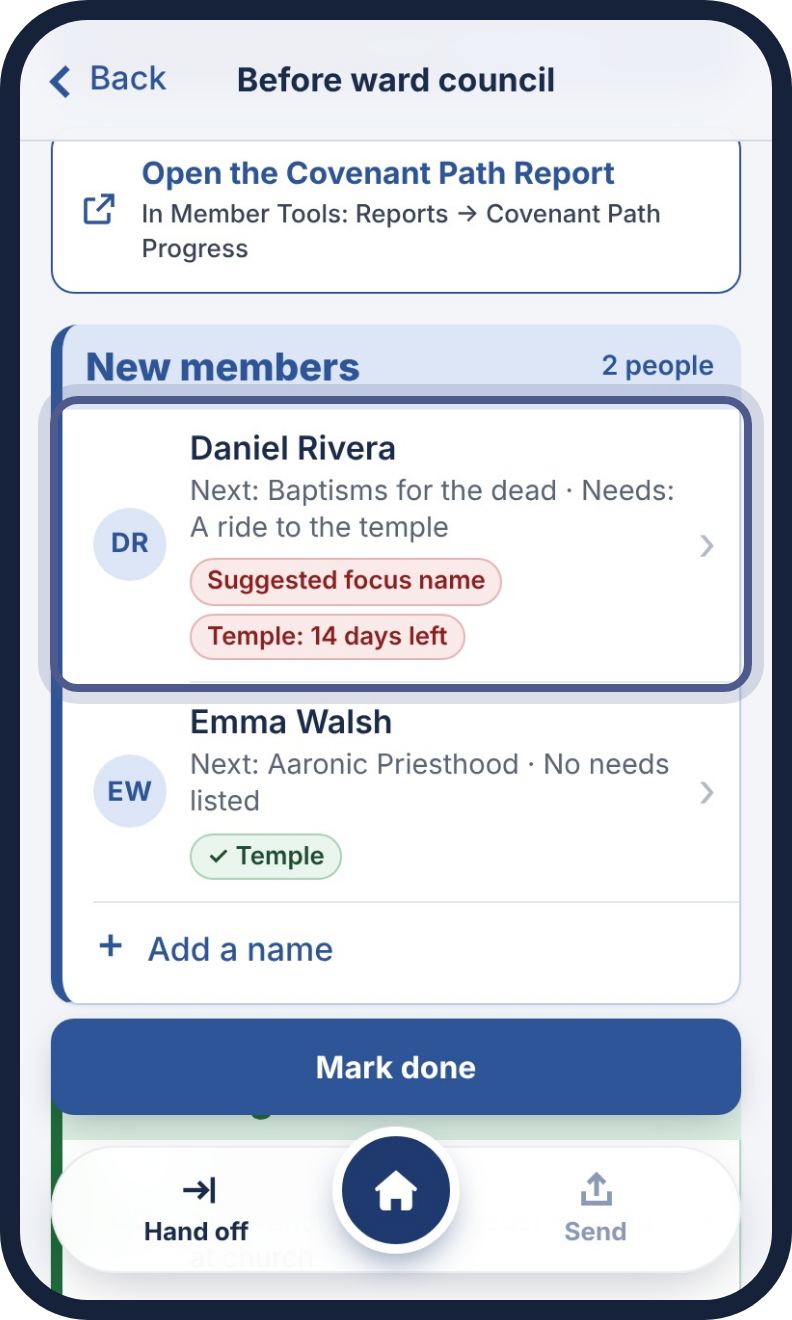 Back
Before ward council
Open the Covenant Path Report
In Member Tools: Reports → Covenant Path
Progress
New members
2 people
DR
Daniel Rivera
Next: Baptisms for the dead · Needs:
A ride to the temple
Suggested focus name
Temple: 14 days left
EW
Emma Walsh
Next: Aaronic Priesthood · No needs
listed
✓ Temple
+ Add a name
Mark done
Hand off
Send
at church